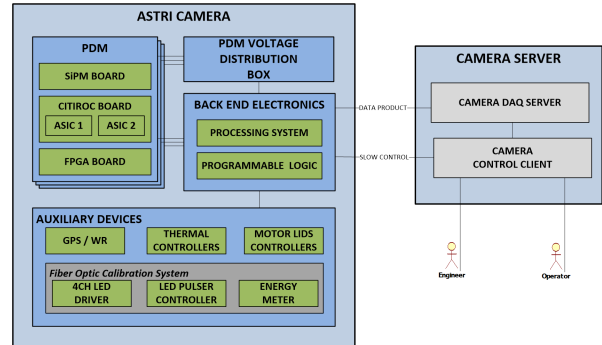 ASTRI CAMERA
PDM
SiPM BOARD
CITIROC BOARD
ASIC 1
ASIC 2
FPGA BOARD
PDM VOLTAGE
DISTRIBUTION
BOX
BACK END ELECTRONICS
PROCESSING SYSTEM
PROGRAMMABLE LOGIC
AUXILIARY DEVICES
GPS / WR
THERMAL
CONTROLLERS
MOTOR LIDS
CONTROLLERS
Fiber Optic Calibration System
4CH LED
DRIVER
LED PULSER
CONTROLLER
ENERGY
METER
DATA PRODUCT
SLOW CONTROL
CAMERA SERVER
CAMERA DAQ SERVER
CAMERA
CONTROL CLIENT
Engineer
Operator